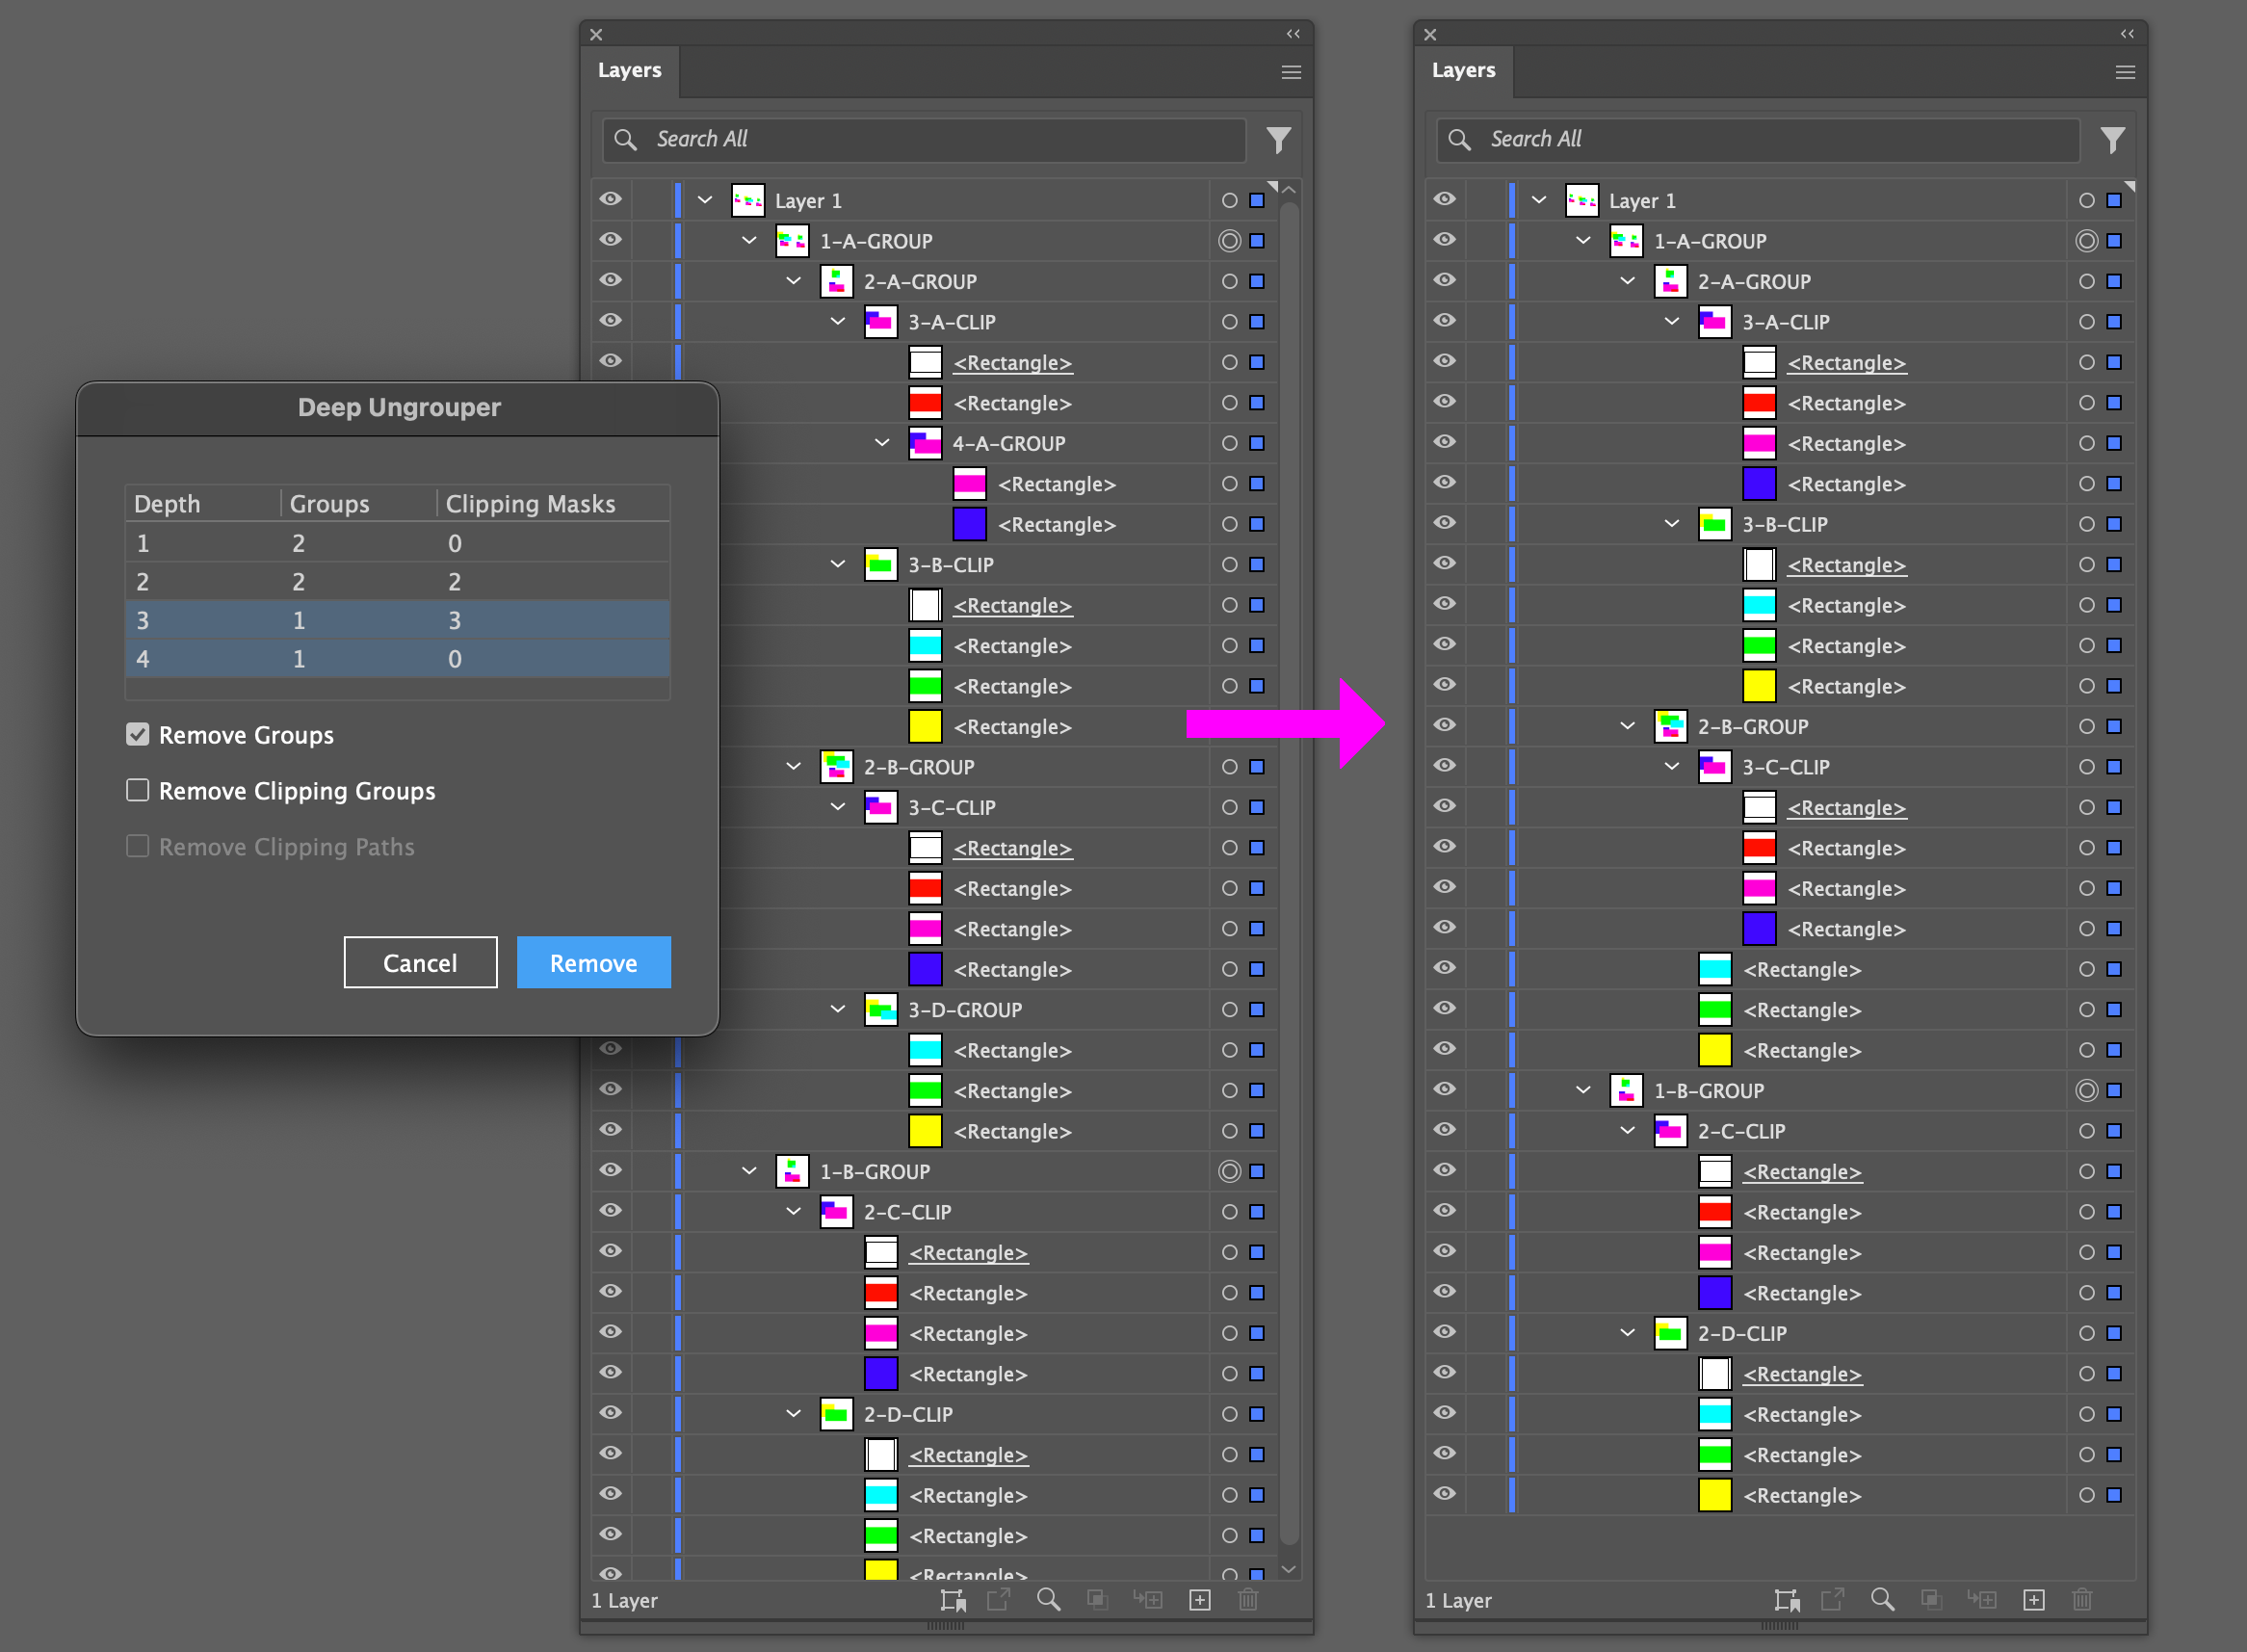 Deep Ungrouper
Depth Groups Clipping Masks
1 2 0
2 2 2
3 1 3
4 1 0
Remove Groups
Remove Clipping Groups
Remove Clipping Paths
Cancel Remove
Layers
Search All
Layer 1
1-A-GROUP
2-A-GROUP
3-A-CLIP
<Rectangle>
<Rectangle>
4-A-GROUP
<Rectangle>
<Rectangle>
3-B-CLIP
<Rectangle>
<Rectangle>
<Rectangle>
<Rectangle>
2-B-GROUP
3-C-CLIP
<Rectangle>
<Rectangle>
<Rectangle>
<Rectangle>
3-D-GROUP
<Rectangle>
<Rectangle>
<Rectangle>
1-B-GROUP
2-C-CLIP
<Rectangle>
<Rectangle>
<Rectangle>
<Rectangle>
2-D-CLIP
<Rectangle>
<Rectangle>
<Rectangle>
<Rectangle>
1 Layer
Layers
Search All
Layer 1
1-A-GROUP
2-A-GROUP
3-A-CLIP
<Rectangle>
<Rectangle>
<Rectangle>
<Rectangle>
3-B-CLIP
<Rectangle>
<Rectangle>
<Rectangle>
<Rectangle>
2-B-GROUP
3-C-CLIP
<Rectangle>
<Rectangle>
<Rectangle>
<Rectangle>
<Rectangle>
<Rectangle>
<Rectangle>
1-B-GROUP
2-C-CLIP
<Rectangle>
<Rectangle>
<Rectangle>
<Rectangle>
2-D-CLIP
<Rectangle>
<Rectangle>
<Rectangle>
<Rectangle>
1 Layer